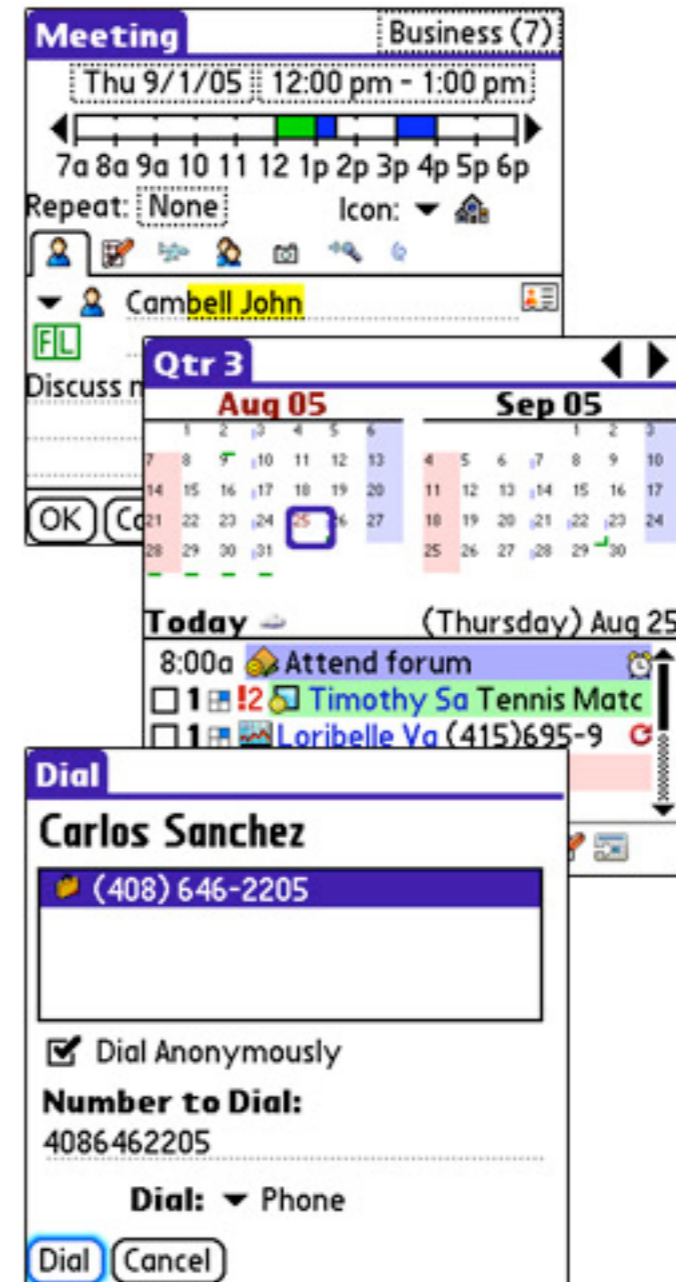 Meeting Business (7)
Thu 9/1/05 12:00 pm - 1:00 pm
7a 8a 9a 10 11 12 1p 2p 3p 4p 5p 6p
Repeat: None Icon:
Cambell John
FL
Discuss
OK
Qtr 3
Aug 05 Sep 05
1 2 3 4 5 6 1 2 3
7 8 9 10 11 12 13 4 5 6 7 8 9 10
14 15 16 17 18 19 20 11 12 13 14 15 16 17
21 22 23 24 25 26 27 18 19 20 21 22 23 24
28 29 30 31 25 26 27 28 29 30
Today (Thursday) Aug 25
8:00a Attend forum
1 !2 Timothy Sa Tennis Matc
1 Loribelle Va (415)695-9
Dial
Carlos Sanchez
(408) 646-2205
Dial Anonymously
Number to Dial:
4086462205
Dial: Phone
Dial Cancel